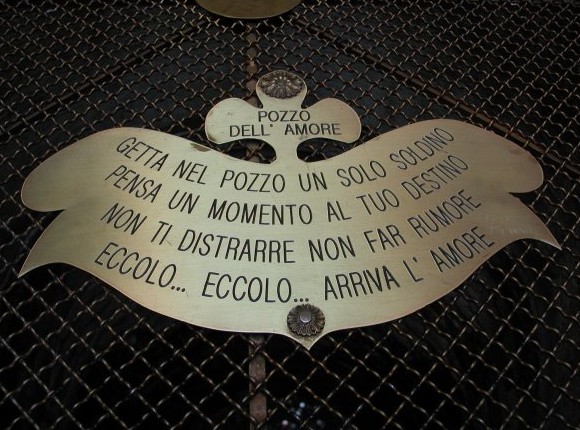 POZZO
DELL' AMORE
GETTA NEL POZZO UN SOLO SOLDINO
PENSA UN MOMENTO AL TUO DESTINO
NON TI DISTRARRE NON FAR RUMORE
ECCOLO... ECCOLO... ARRIVA L' AMORE